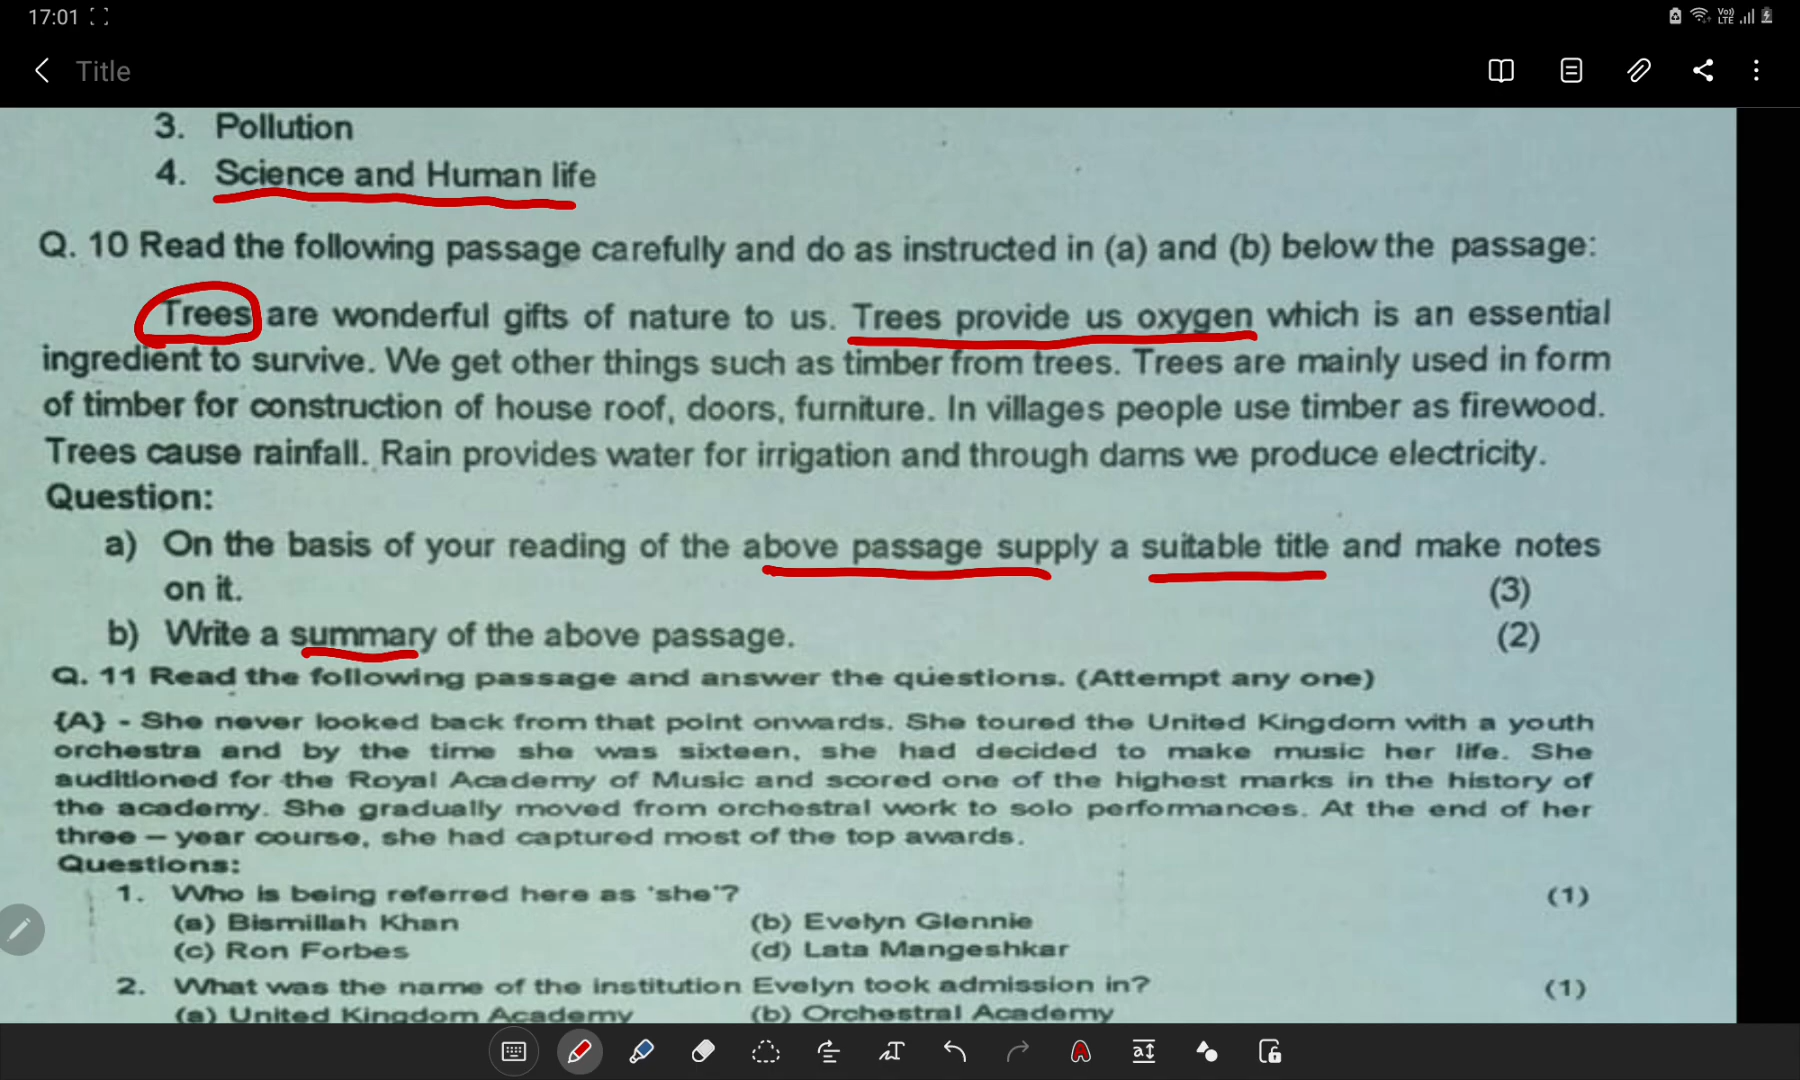 17:01
Vo)) LTE
Title
3. Pollution
4. Science and Human life
Q. 10 Read the following passage carefully and do as instructed in (a) and (b) below the passage:
Trees are wonderful gifts of nature to us. Trees provide us oxygen which is an essential
ingredient to survive. We get other things such as timber from trees. Trees are mainly used in form
of timber for construction of house roof, doors, furniture. In villages people use timber as firewood.
Trees cause rainfall. Rain provides water for irrigation and through dams we produce electricity.
Question:
a) On the basis of your reading of the above passage supply a suitable title and make notes
on it. (3)
b) Write a summary of the above passage. (2)
Q. 11 Read the following passage and answer the questions. (Attempt any one)
{A} - She never looked back from that point onwards. She toured the United Kingdom with a youth
orchestra and by the time she was sixteen, she had decided to make music her life. She
auditioned for the Royal Academy of Music and scored one of the highest marks in the history of
the academy. She gradually moved from orchestral work to solo performances. At the end of her
three – year course, she had captured most of the top awards.
Questions:
1. Who is being referred here as 'she'? (1)
(a) Bismillah Khan (b) Evelyn Glennie
(c) Ron Forbes (d) Lata Mangeshkar
2. What was the name of the institution Evelyn took admission in? (1)
(a) United Kingdom Academy (b) Orchestral Academy